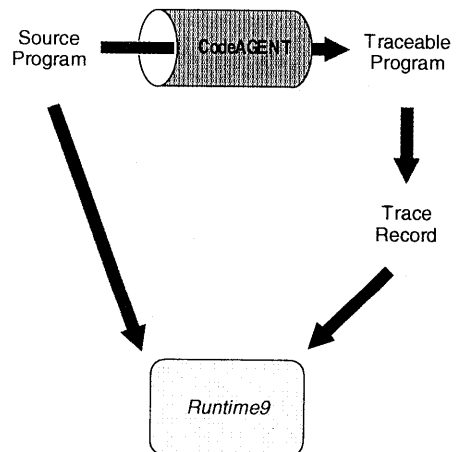 Source
Program
CodeAGENT
Traceable
Program
Trace
Record
Runtime9